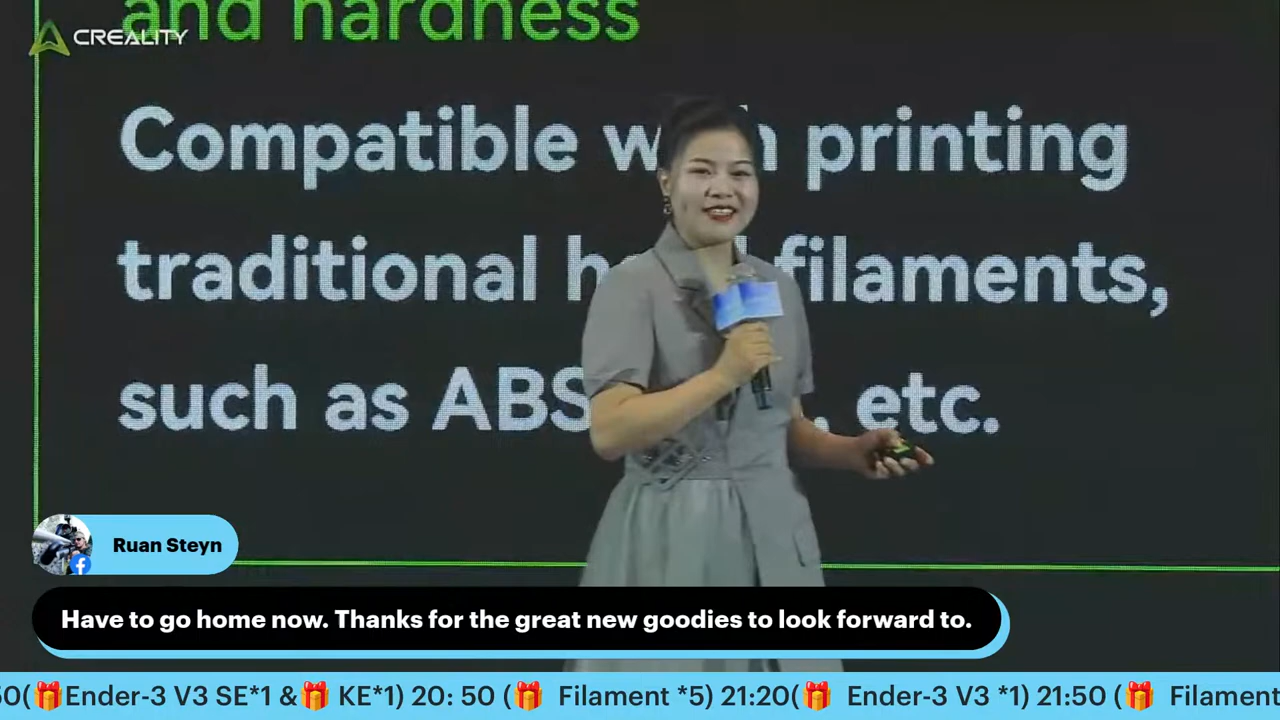 and hardness
CREALITY
Compatible printing
traditional filaments,
such as ABS , etc.
Ruan Steyn
Have to go home now. Thanks for the great new goodies to look forward to.
50(🎁Ender-3 V3 SE*1 &🎁 KE*1) 20: 50 (🎁 Filament *5) 21:20(🎁 Ender-3 V3 *1) 21:50 (🎁 Filament